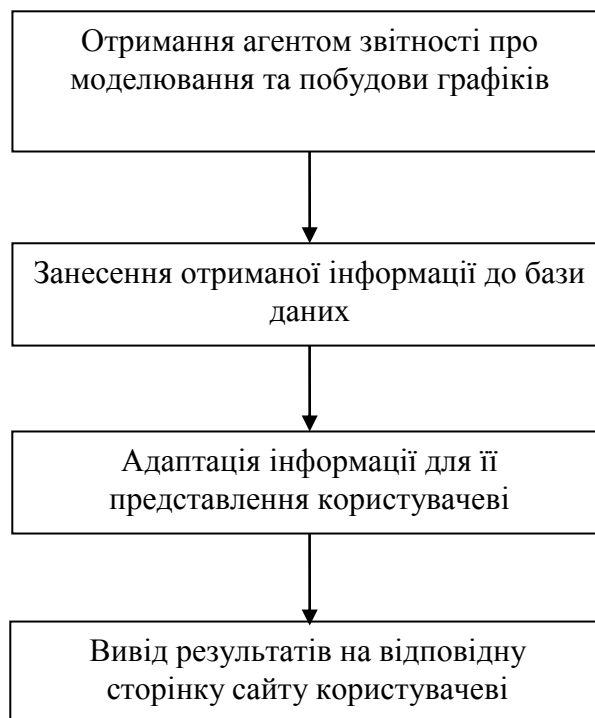 Отримання агентом звітності про
моделювання та побудови графіків
Занесення отриманої інформації до бази
даних
Адаптація інформації для її
представлення користувачеві
Вивід результатів на відповідну
сторінку сайту користувачеві